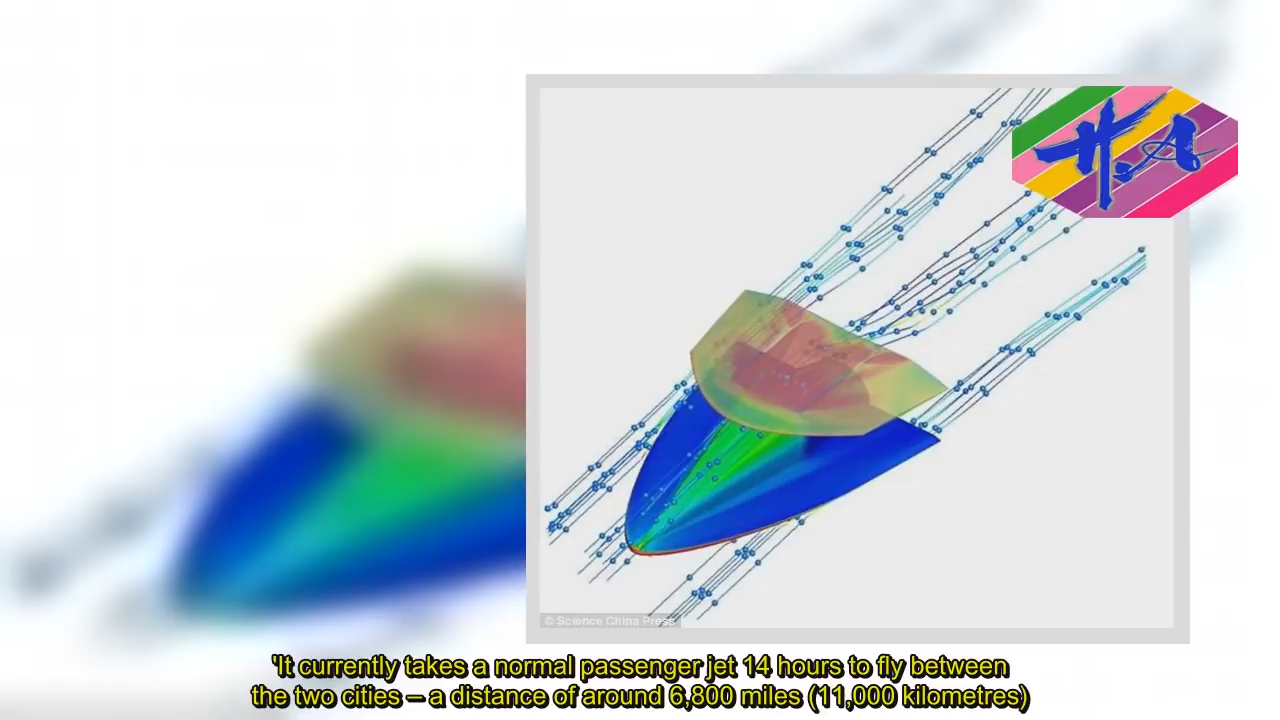 © Science China Press
'It currently takes a normal passenger jet 14 hours to fly between
the two cities – a distance of around 6,800 miles (11,000 kilometres)